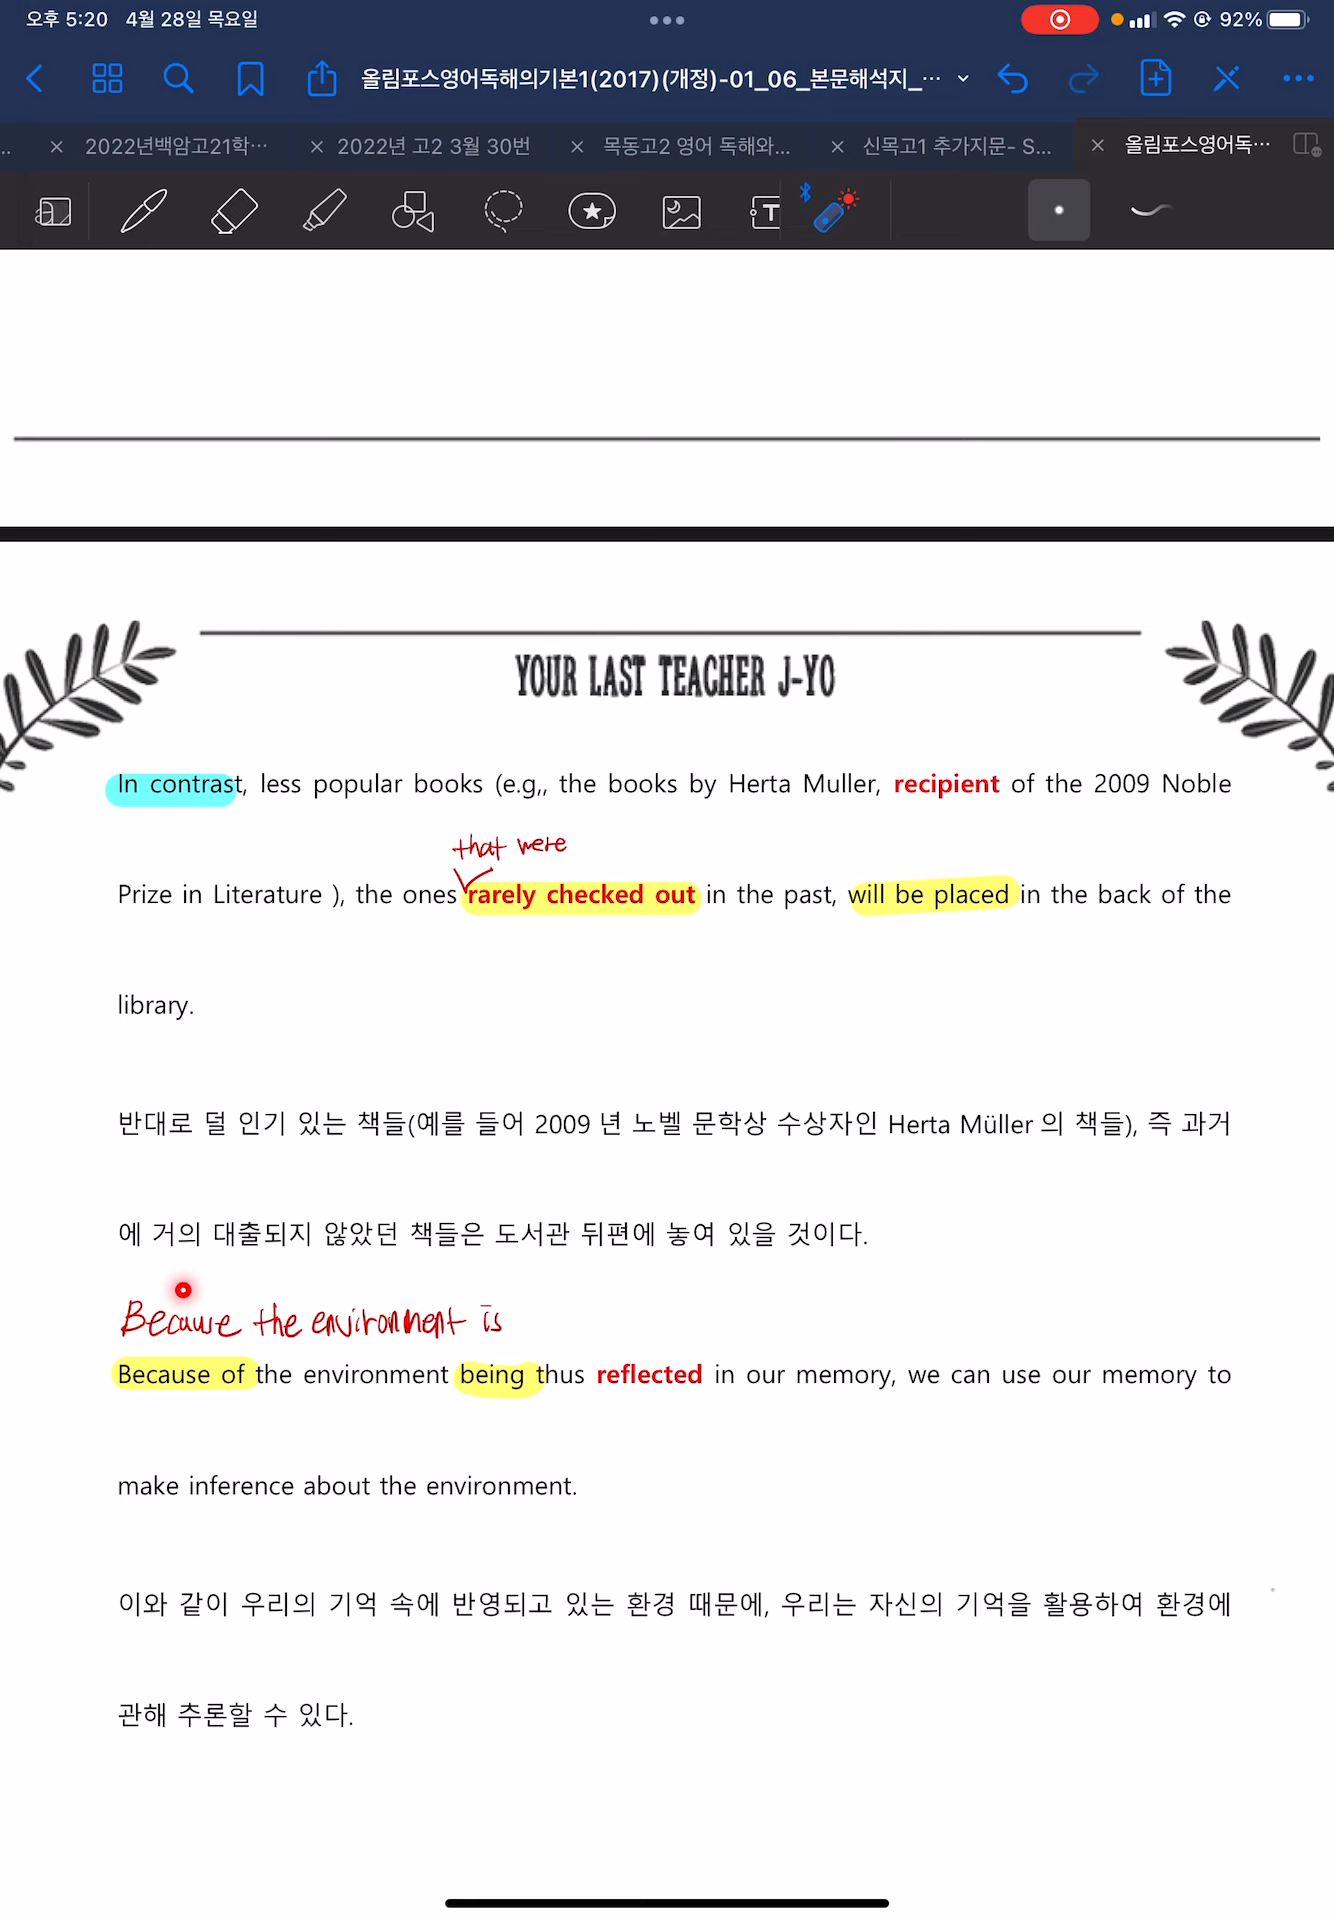 오후 5:20 4월 28일 목요일
92%
올림포스영어독해의기본1(2017)(개정)-01_06_본문해석지_···
.. × 2022년백암고21학··· × 2022년 고2 3월 30번 × 목동고2 영어 독해와... × 신목고1 추가지문- S... × 올림포스영어독···
YOUR LAST TEACHER J-YO
In contrast, less popular books (e.g,, the books by Herta Muller, recipient of the 2009 Noble
that were
Prize in Literature ), the ones rarely checked out in the past, will be placed in the back of the
library.
반대로 덜 인기 있는 책들(예를 들어 2009 년 노벨 문학상 수상자인 Herta Müller 의 책들), 즉 과거
에 거의 대출되지 않았던 책들은 도서관 뒤편에 놓여 있을 것이다.
Because the environment is
Because of the environment being thus reflected in our memory, we can use our memory to
make inference about the environment.
이와 같이 우리의 기억 속에 반영되고 있는 환경 때문에, 우리는 자신의 기억을 활용하여 환경에
관해 추론할 수 있다.